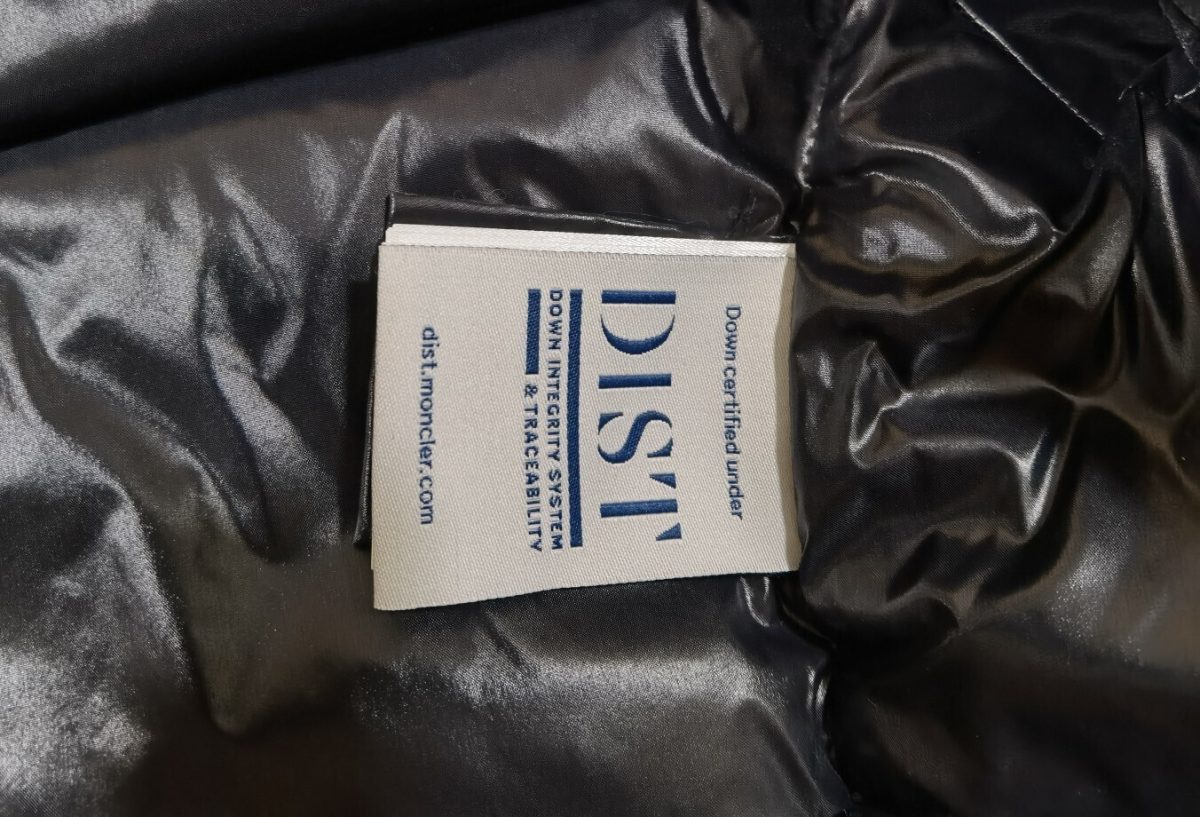 Down certified under
DIST
DOWN INTEGRITY SYSTEM
& TRACEABILITY
dist.moncler.com